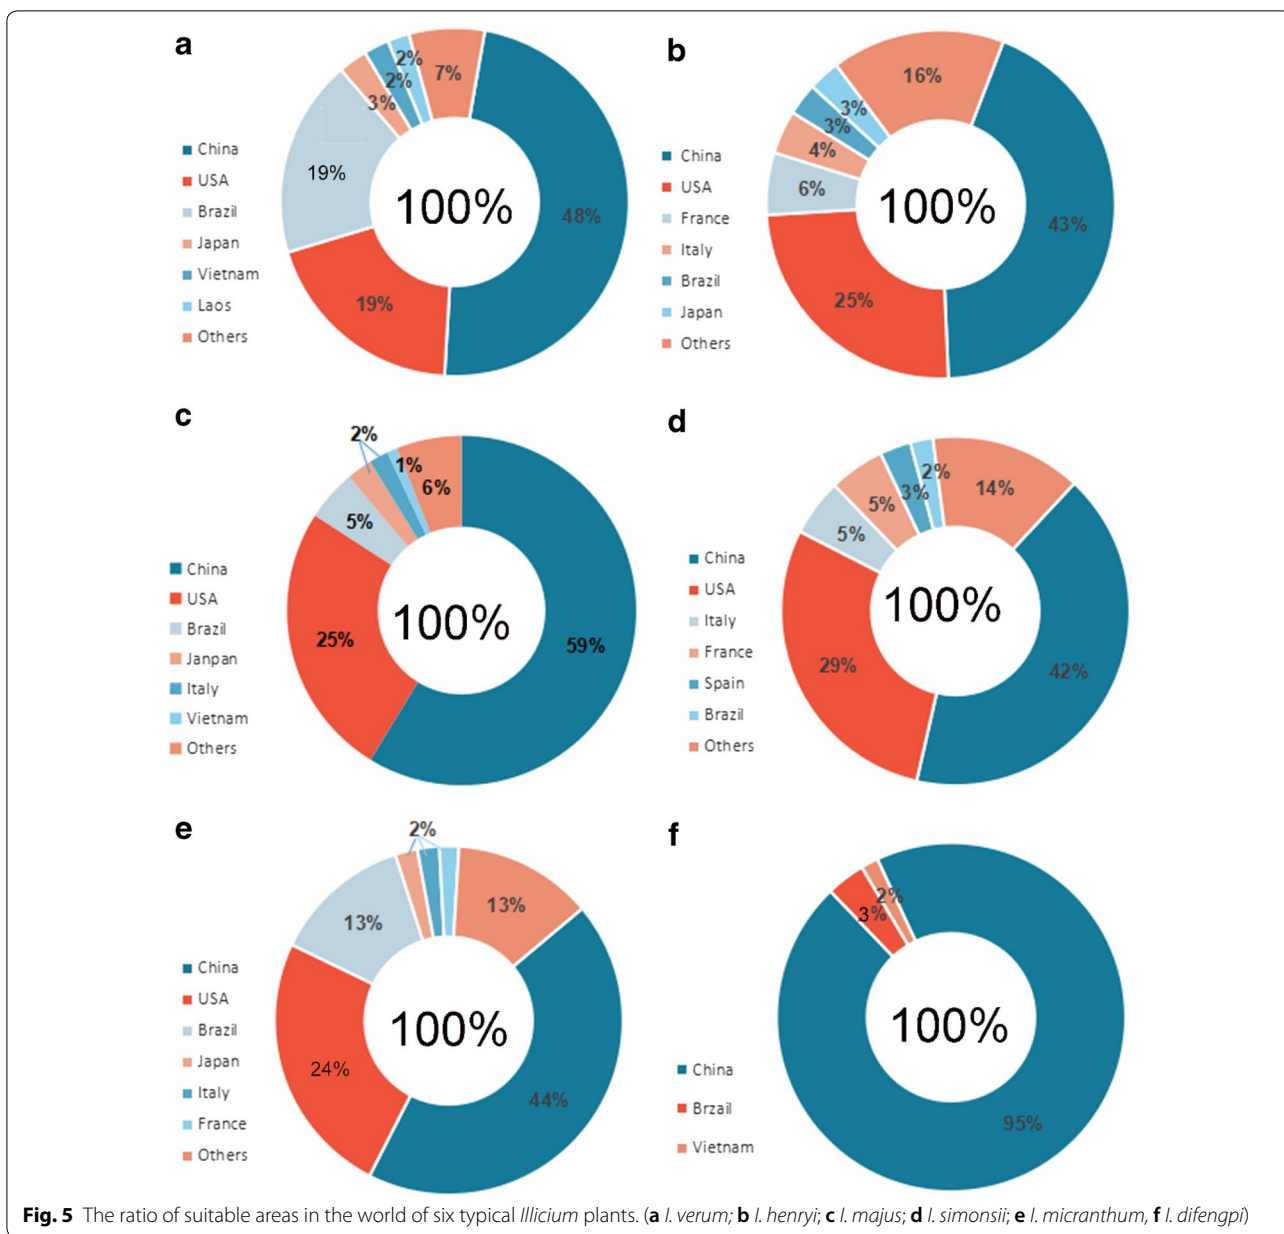 a
2%
2%
7%
3%
19%
48%
19%
100%
China
USA
Brazil
Japan
Vietnam
Laos
Others
b
16%
3%
3%
4%
6%
43%
25%
100%
China
USA
France
Italy
Brazil
Japan
Others
c
2%
1%
6%
5%
25%
59%
100%
China
USA
Brazil
Janpan
Italy
Vietnam
Others
d
2%
14%
3%
5%
5%
29%
42%
100%
China
USA
Italy
France
Spain
Brazil
Others
e
2%
13%
13%
24%
44%
100%
China
USA
Brazil
Japan
Italy
France
Others
f
2%
3%
95%
100%
China
Brzail
Vietnam
Fig. 5 The ratio of suitable areas in the world of six typical Illicium plants. (a I. verum; b I. henryi; c I. majus; d I. simonsii; e I. micranthum, f I. difengpi)